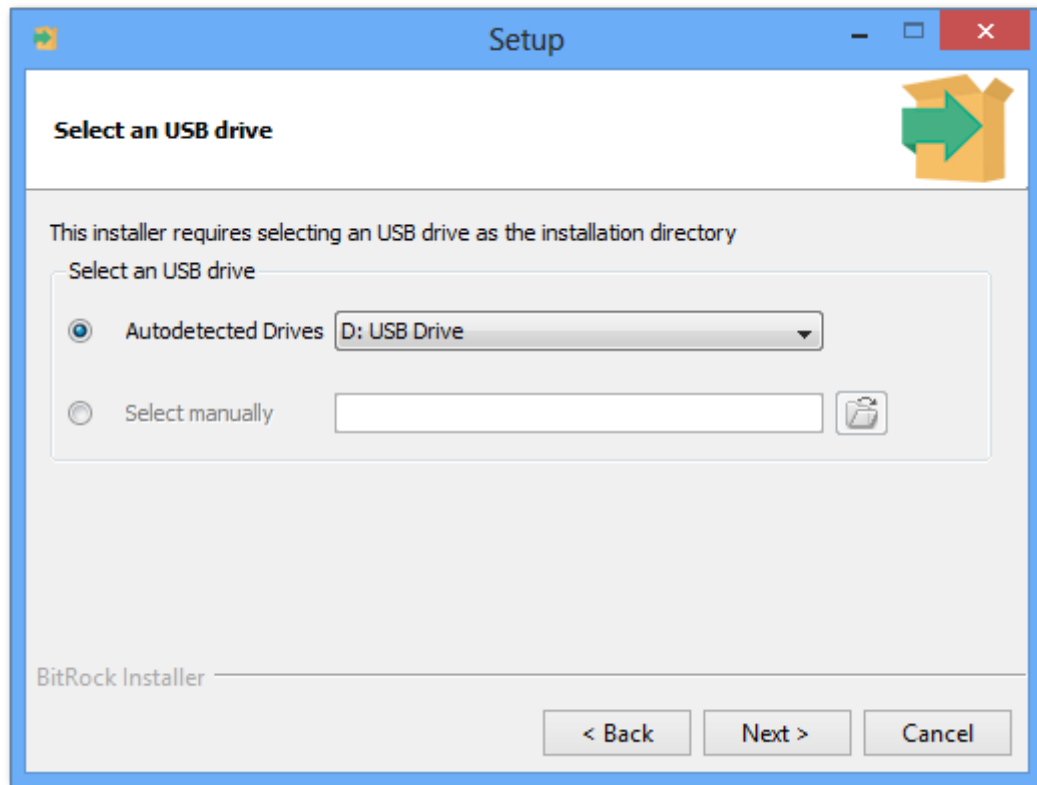 Setup
Select an USB drive
This installer requires selecting an USB drive as the installation directory
Select an USB drive
Autodetected Drives D: USB Drive
Select manually
BitRock Installer
< Back Next > Cancel